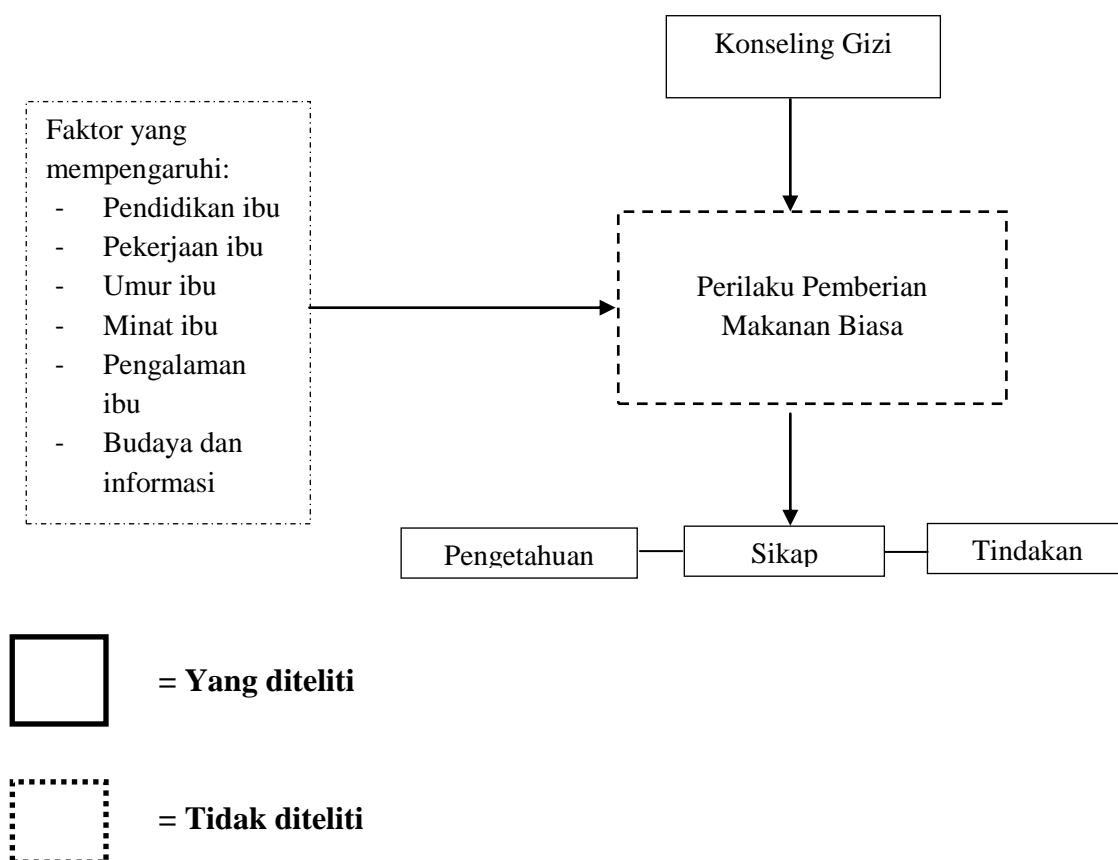 Konseling Gizi
Faktor yang
mempengaruhi:
- Pendidikan ibu
- Pekerjaan ibu
- Umur ibu
- Minat ibu
- Pengalaman
ibu
- Budaya dan
informasi
Perilaku Pemberian
Makanan Biasa
Pengetahuan
Sikap
Tindakan
= Yang diteliti
= Tidak diteliti